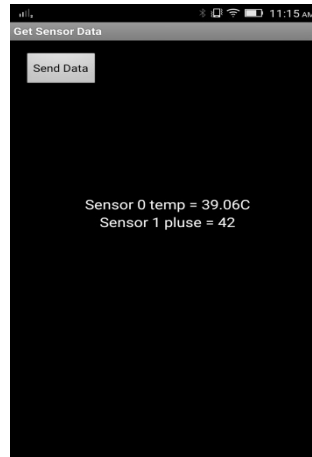 11:15 AM
Get Sensor Data
Send Data
Sensor 0 temp = 39.06C
Sensor 1 pluse = 42